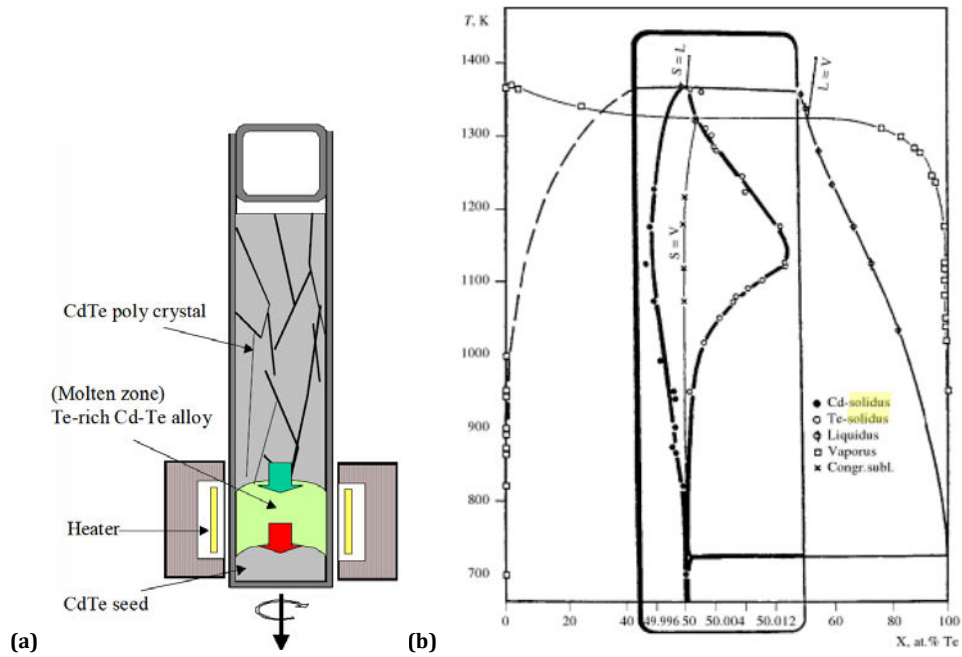 CdTe poly crystal
(Molten zone)
Te-rich Cd-Te alloy
Heater
CdTe seed
(a)
T, K
1400
1300
1200
1100
1000
900
800
700
S = L
L = V
S = V
Cd-solidus
Te-solidus
Liquidus
Vaporus
Congr.subl.
0 20 40 49.996 50 50.004 50.012 60 80 100
X, at.% Te
(b)